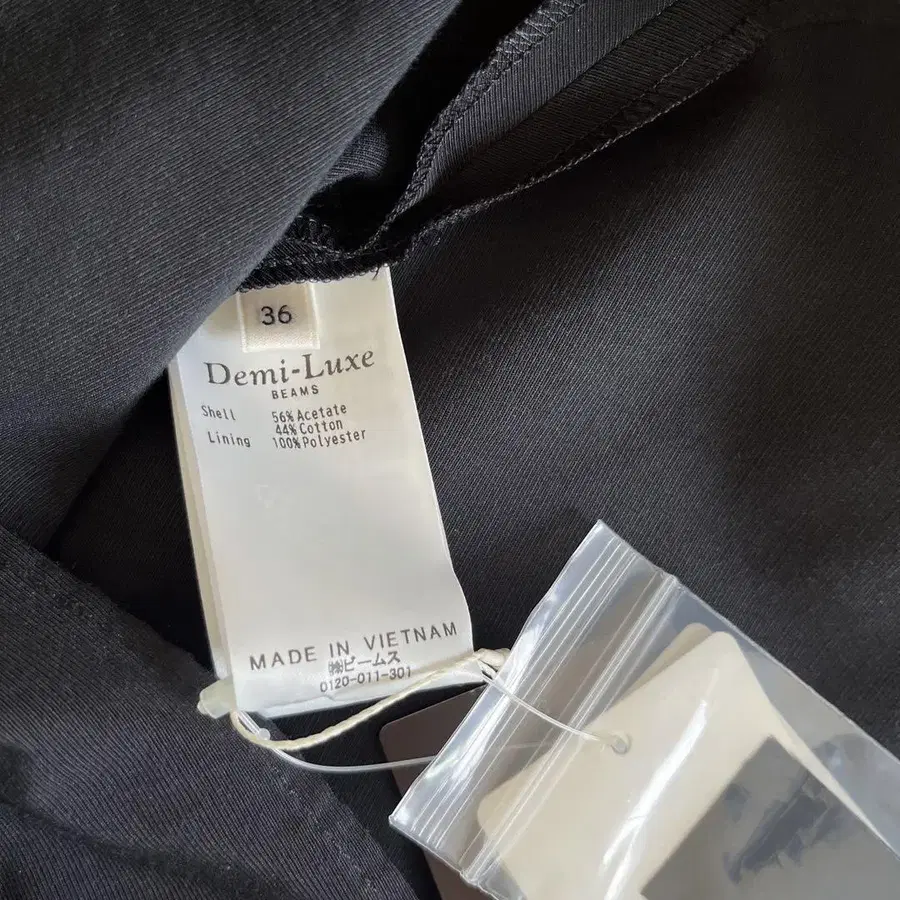 36
Demi-Luxe
BEAMS
Shell 56% Acetate
44% Cotton
Lining 100% Polyester
MADE IN VIETNAM
㈱ビームス
0120-011-301